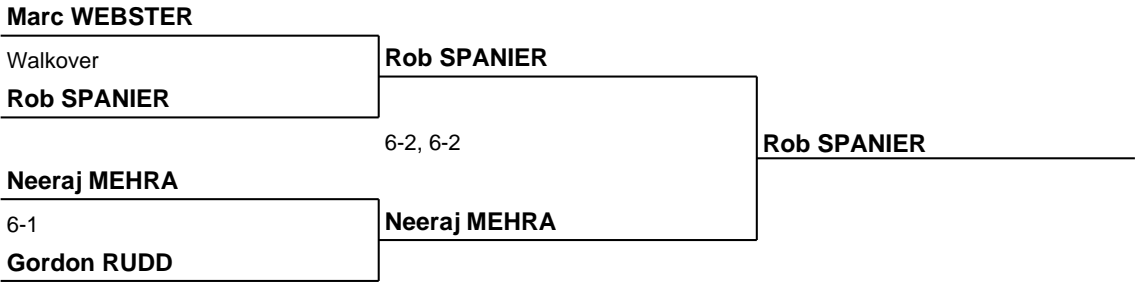 Marc WEBSTER
Walkover
Rob SPANIER
Rob SPANIER
6-2, 6-2
Rob SPANIER
Neeraj MEHRA
6-1
Neeraj MEHRA
Gordon RUDD